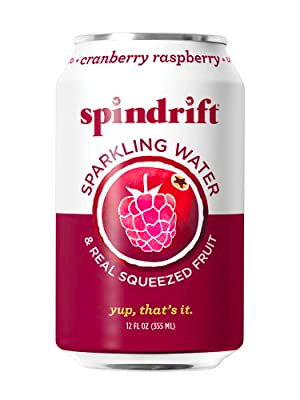 • cranberry raspberry •
spindrift®
SPARKLING WATER
& REAL SQUEEZED FRUIT
yup, that's it.
12 FL OZ (355 ML)